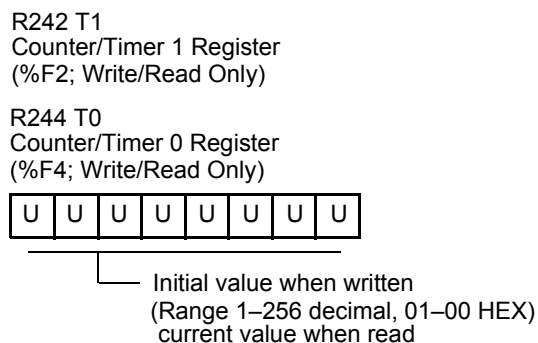 R242 T1
Counter/Timer 1 Register
(%F2; Write/Read Only)
R244 T0
Counter/Timer 0 Register
(%F4; Write/Read Only)
U U U U U U U U
Initial value when written
(Range 1–256 decimal, 01–00 HEX)
current value when read